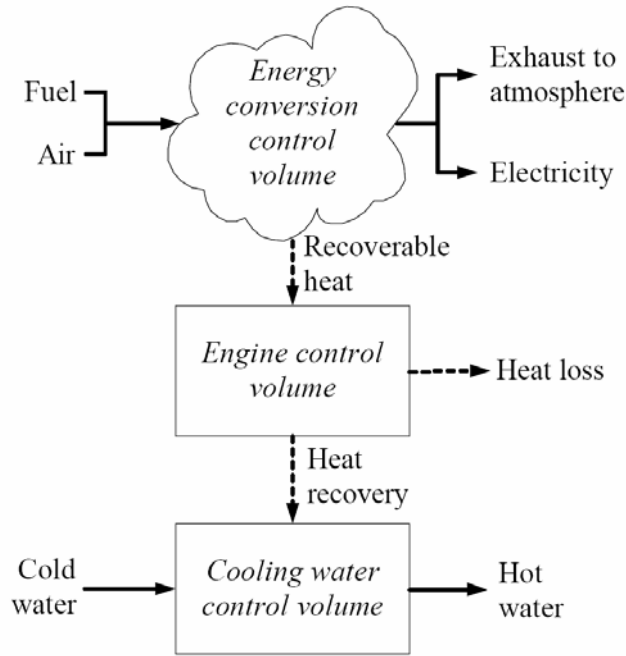 Fuel
Air
Energy
conversion
control
volume
Exhaust to
atmosphere
Electricity
Recoverable
heat
Engine control
volume
Heat loss
Heat
recovery
Cold
water
Cooling water
control volume
Hot
water